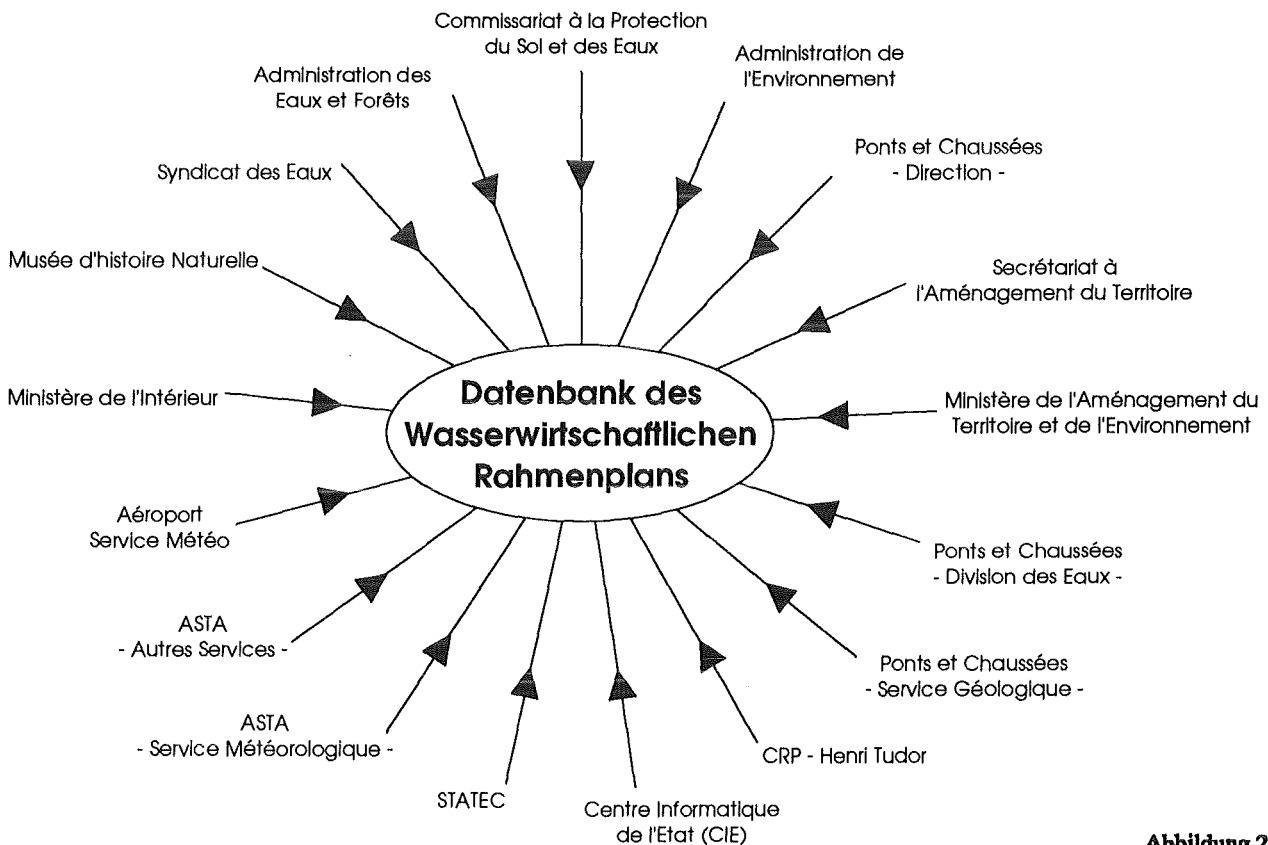 Commissariat à la Protection
du Sol et des Eaux
Administration de
l'Environnement
Administration des
Eaux et Forêts
Ponts et Chaussées
- Direction -
Syndicat des Eaux
Musée d'histoire Naturelle
Secrétariat à
l'Aménagement du Territoire
Ministère de l'Intérieur
Datenbank des
Wasserwirtschaftlichen
Rahmenplans
Ministère de l'Aménagement du
Territoire et de l'Environnement
Aéroport
Service Météo
Ponts et Chaussées
- Division des Eaux -
ASTA
- Autres Services -
Ponts et Chaussées
- Service Géologique -
ASTA
- Service Météorologique -
CRP - Henri Tudor
STATEC
Centre Informatique
de l'Etat (CIE)
Abbildung 2